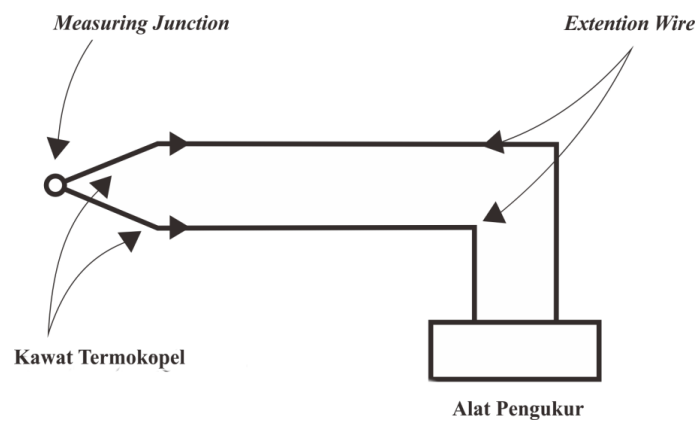 Measuring Junction
Extention Wire
Kawat Termokopel
Alat Pengukur